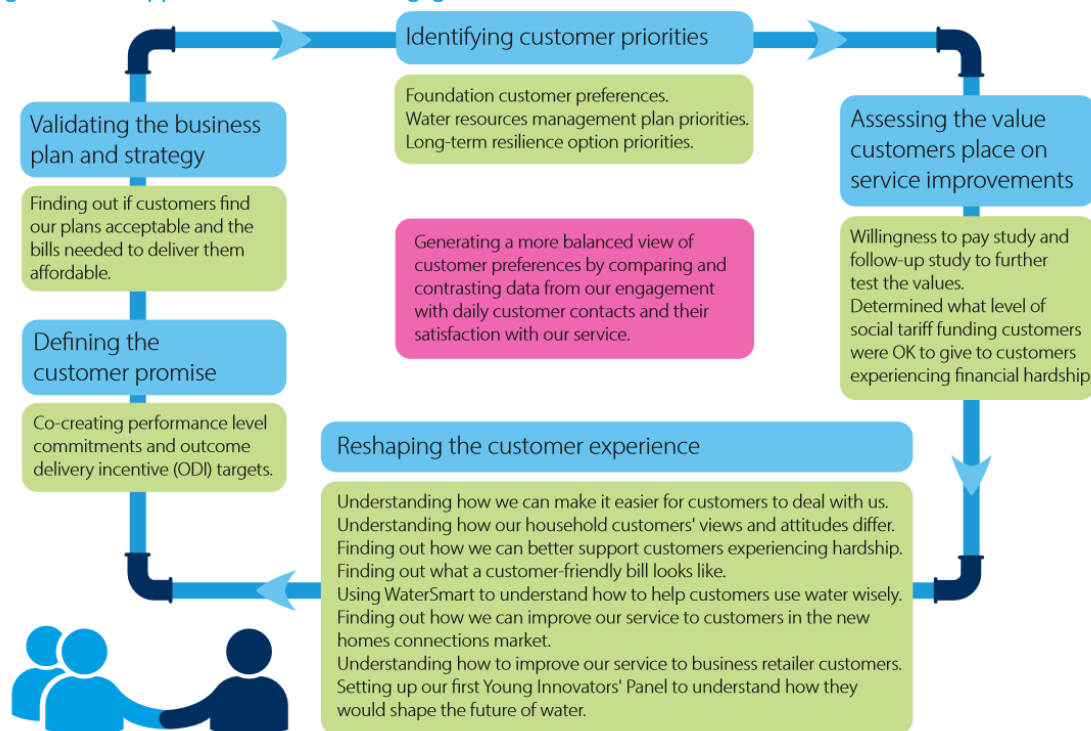 Identifying customer priorities
Foundation customer preferences.
Water resources management plan priorities.
Long-term resilience option priorities.
Assessing the value
customers place on
service improvements
Willingness to pay study and
follow-up study to further
test the values.
Determined what level of
social tariff funding customers
were OK to give to customers
experiencing financial hardship
Generating a more balanced view of
customer preferences by comparing and
contrasting data from our engagement
with daily customer contacts and their
satisfaction with our service.
Reshaping the customer experience
Understanding how we can make it easier for customers to deal with us.
Understanding how our household customers' views and attitudes differ.
Finding out how we can better support customers experiencing hardship.
Finding out what a customer-friendly bill looks like.
Using WaterSmart to understand how to help customers use water wisely.
Finding out how we can improve our service to customers in the new
homes connections market.
Understanding how to improve our service to business retailer customers.
Setting up our first Young Innovators' Panel to understand how they
would shape the future of water.
Defining the
customer promise
Co-creating performance level
commitments and outcome
delivery incentive (ODI) targets.
Validating the business
plan and strategy
Finding out if customers find
our plans acceptable and the
bills needed to deliver them
affordable.